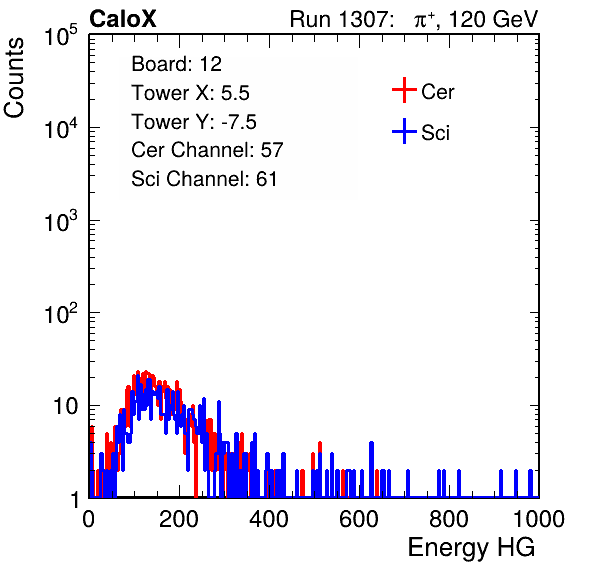 CaloX Run 1307: π⁺, 120 GeV
Counts
10⁵
10⁴
10³
10²
10
1
Board: 12
Tower X: 5.5
Tower Y: -7.5
Cer Channel: 57
Sci Channel: 61
Cer
Sci
0 200 400 600 800 1000
Energy HG